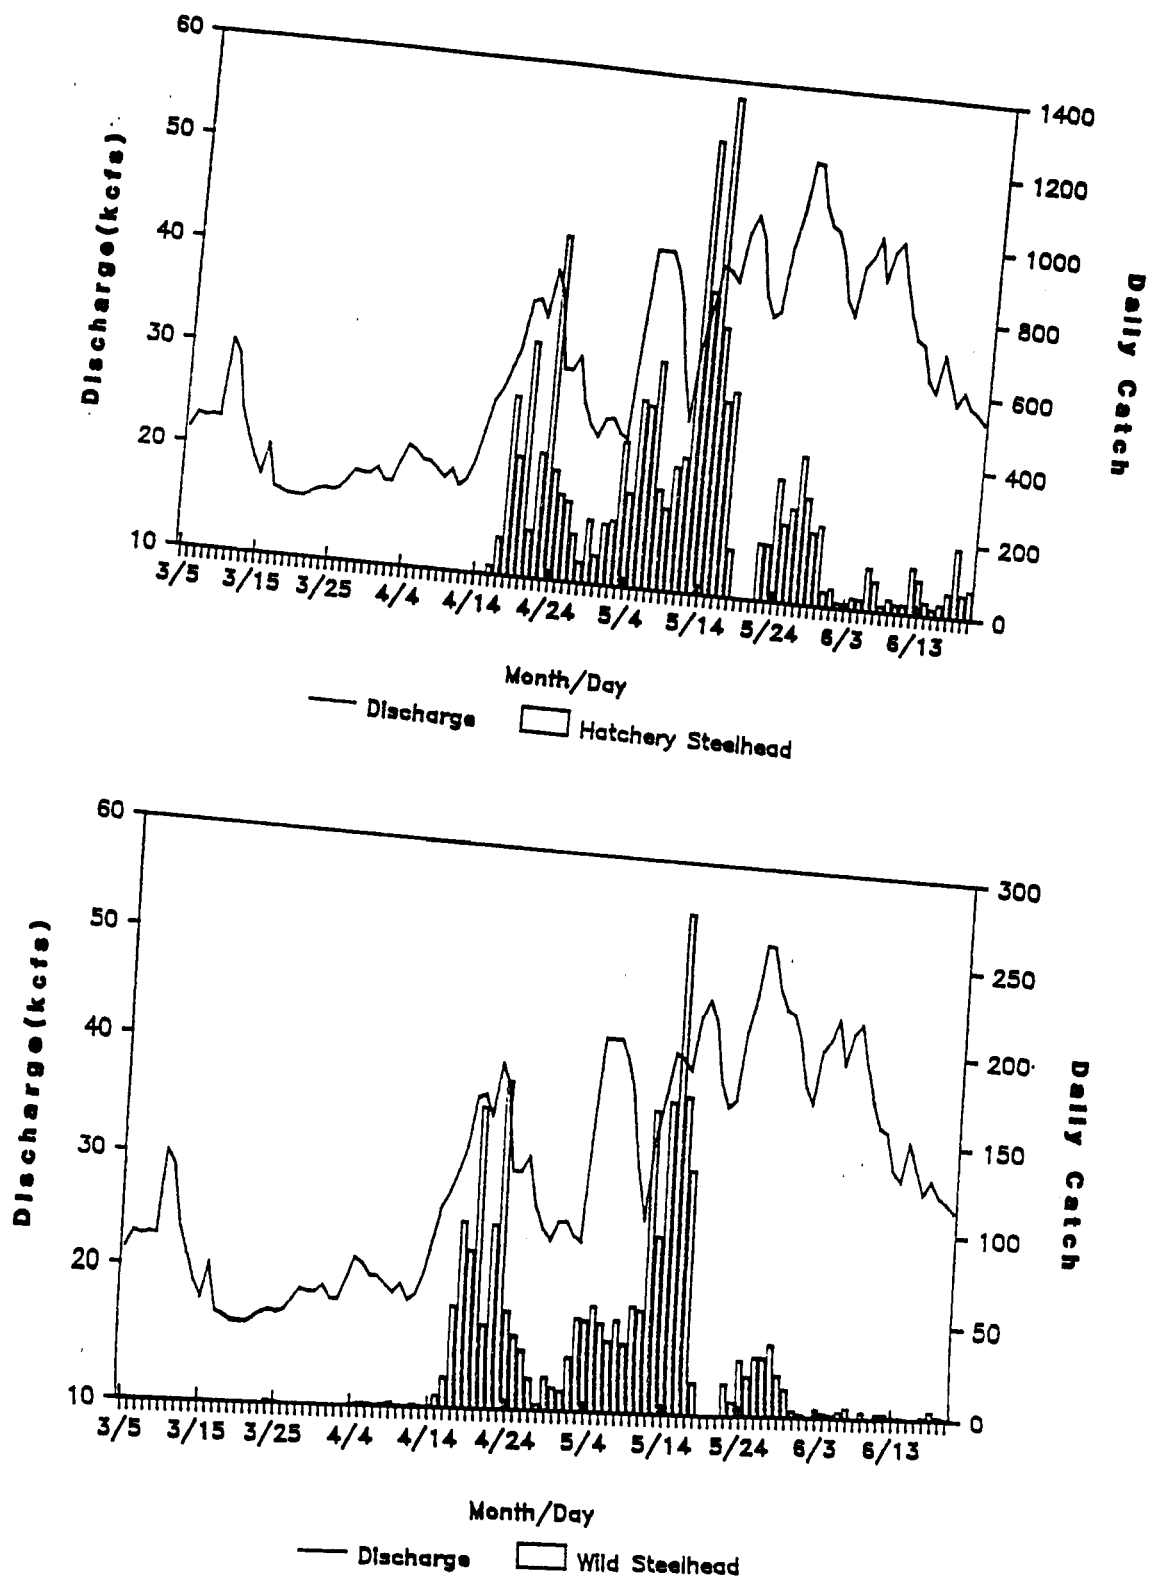 60
50
40
30
20
10
Discharge(kcfs)
1400
1200
1000
800
600
400
200
0
Daily Catch
3/5 3/15 3/25 4/4 4/14 4/24 5/4 5/14 5/24 6/3 6/13
Month/Day
Discharge Hatchery Steelhead
60
50
40
30
20
10
Discharge(kcfs)
300
250
200
150
100
50
0
Daily Catch
3/5 3/15 3/25 4/4 4/14 4/24 5/4 5/14 5/24 6/3 6/13
Month/Day
Discharge Wild Steelhead